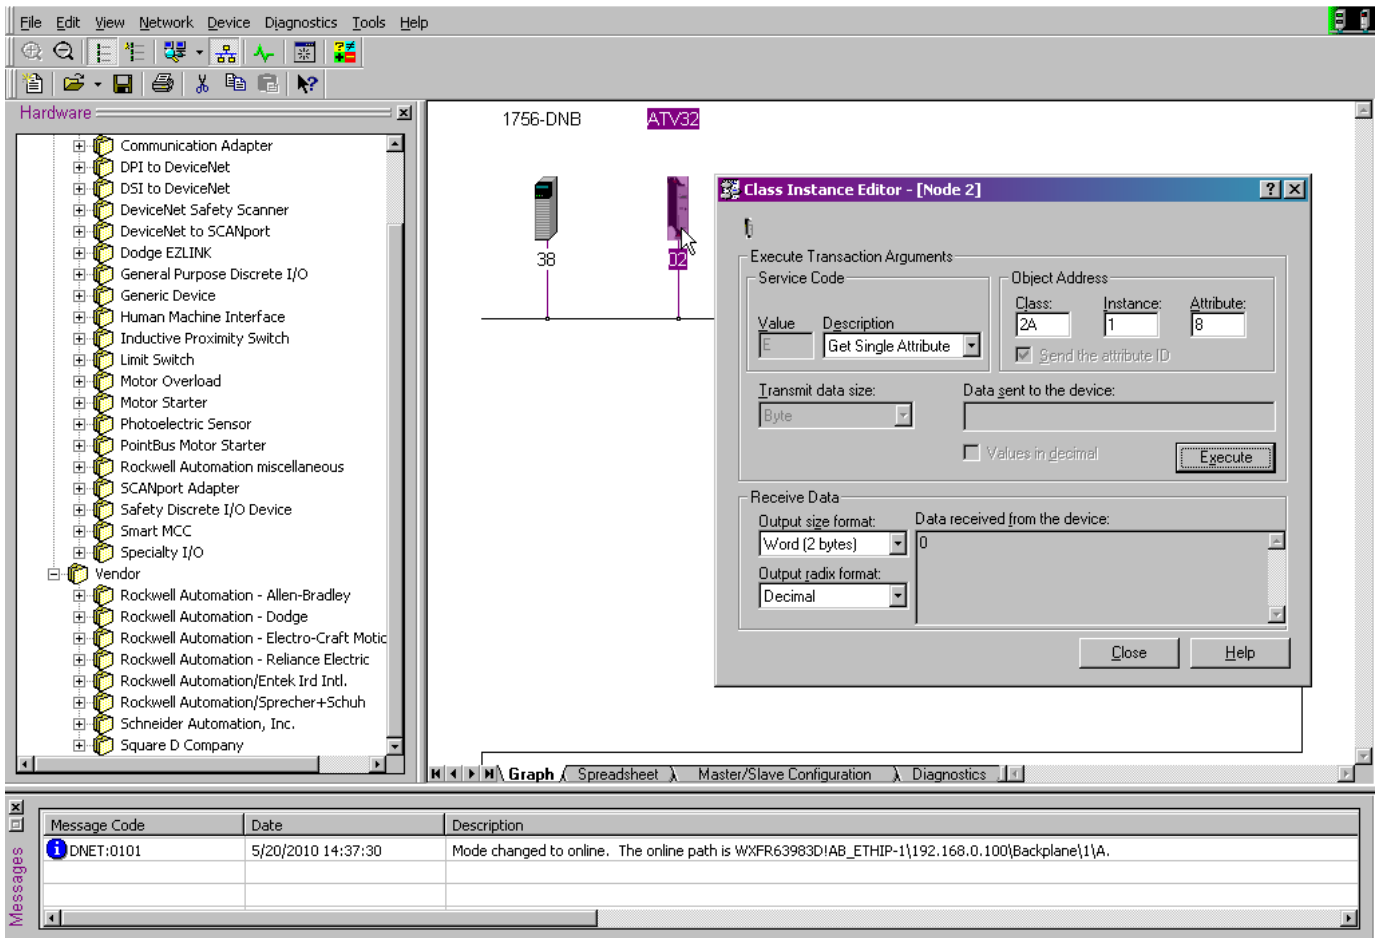 File Edit View Network Device Diagnostics Tools Help
Hardware
Communication Adapter
DPI to DeviceNet
DSI to DeviceNet
DeviceNet Safety Scanner
DeviceNet to SCANport
Dodge EZLINK
General Purpose Discrete I/O
Generic Device
Human Machine Interface
Inductive Proximity Switch
Limit Switch
Motor Overload
Motor Starter
Photoelectric Sensor
PointBus Motor Starter
Rockwell Automation miscellaneous
SCANport Adapter
Safety Discrete I/O Device
Smart MCC
Specialty I/O
Vendor
Rockwell Automation - Allen-Bradley
Rockwell Automation - Dodge
Rockwell Automation - Electro-Craft Motic
Rockwell Automation - Reliance Electric
Rockwell Automation/Entek Ird Intl.
Rockwell Automation/Sprecher+Schuh
Schneider Automation, Inc.
Square D Company
1756-DNB ATV32
38 02
Class Instance Editor - [Node 2]
Execute Transaction Arguments
Service Code
Value Description
E Get Single Attribute
Object Address
Class: Instance: Attribute:
2A 1 8
Send the attribute ID
Transmit data size: Data sent to the device:
Byte
Values in decimal
Execute
Receive Data
Output size format: Data received from the device:
Word (2 bytes) 0
Output radix format:
Decimal
Close Help
Graph Spreadsheet Master/Slave Configuration Diagnostics
Messages
Message Code Date Description
DNET:0101 5/20/2010 14:37:30 Mode changed to online. The online path is WXFR63983D!AB_ETHIP-1\192.168.0.100\Backplane\1\A.